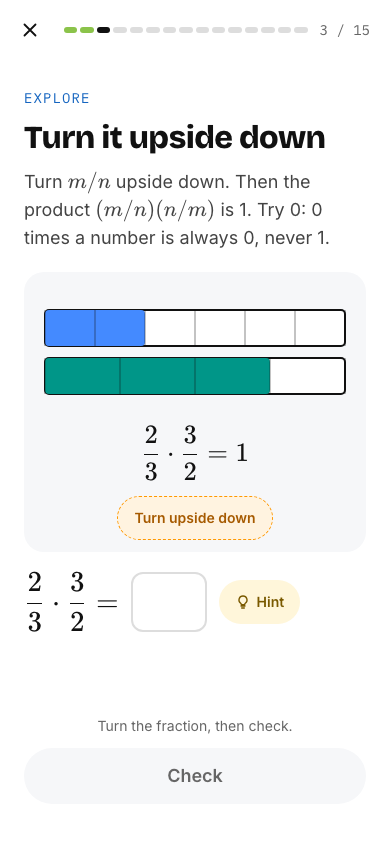 3 / 15
EXPLORE
Turn it upside down
Turn m/n upside down. Then the
product (m/n)(n/m) is 1. Try 0: 0
times a number is always 0, never 1.
2/3 · 3/2 = 1
Turn upside down
2/3 · 3/2 =
Hint
Turn the fraction, then check.
Check